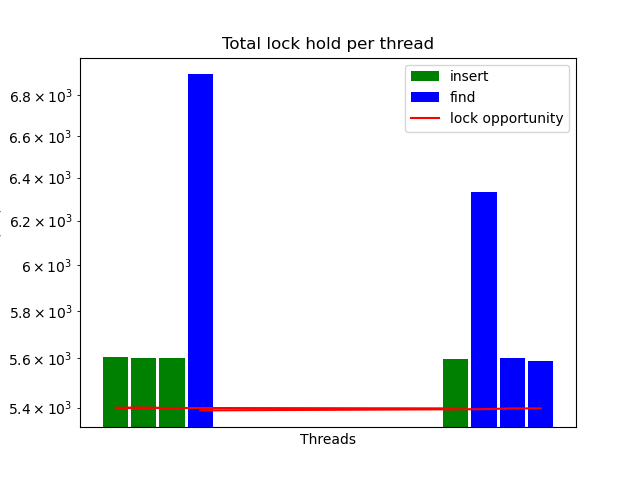 Total lock hold per thread
insert
find
lock opportunity
6.8 × 10³
6.6 × 10³
6.4 × 10³
6.2 × 10³
6 × 10³
5.8 × 10³
5.6 × 10³
5.4 × 10³
Threads